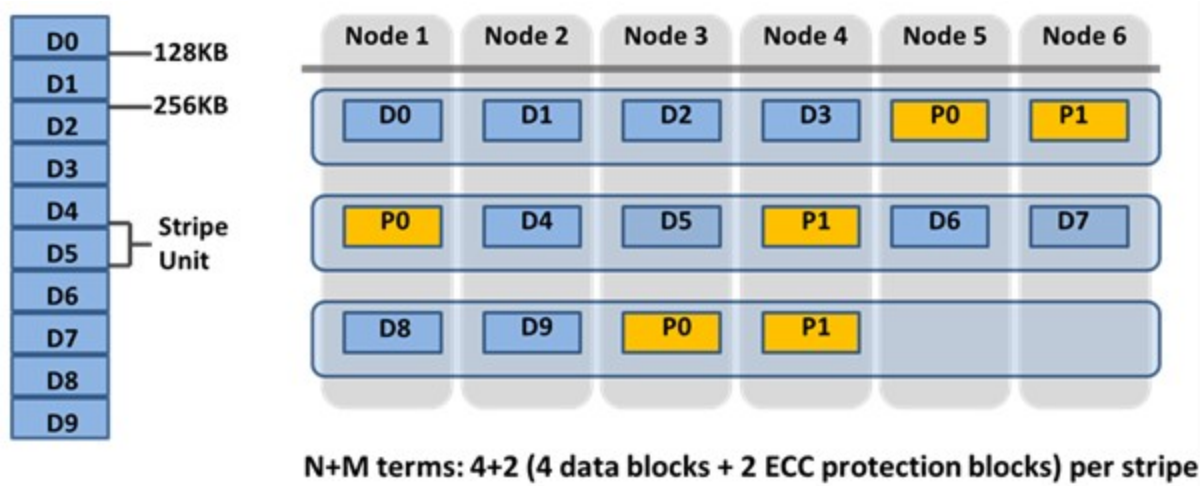 D0
128KB
D1
256KB
D2
D3
D4
Stripe
Unit
D5
D6
D7
D8
D9
Node 1 Node 2 Node 3 Node 4 Node 5 Node 6
D0 D1 D2 D3 P0 P1
P0 D4 D5 P1 D6 D7
D8 D9 P0 P1
N+M terms: 4+2 (4 data blocks + 2 ECC protection blocks) per stripe